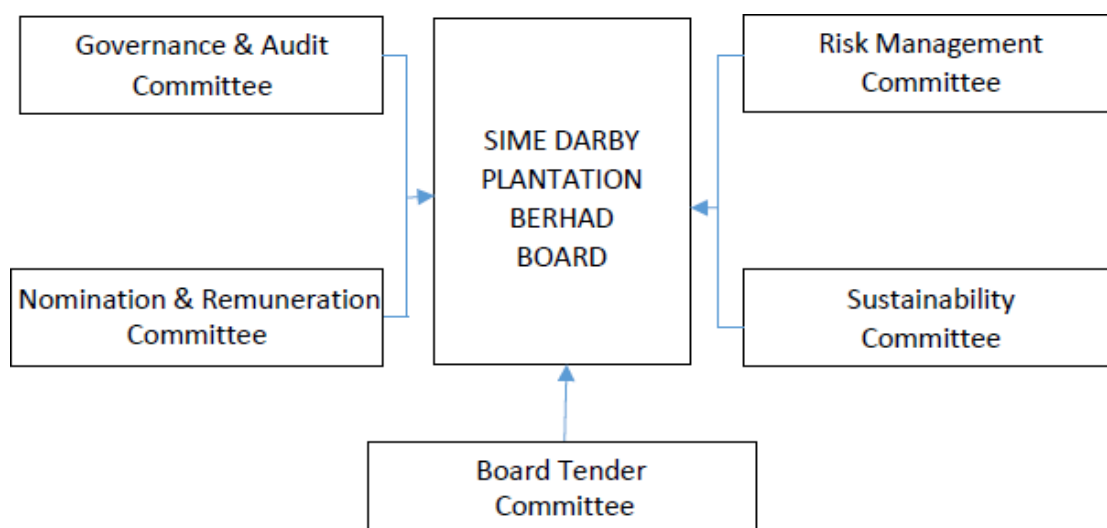 Governance & Audit
Committee
Risk Management
Committee
SIME DARBY
PLANTATION
BERHAD
BOARD
Nomination & Remuneration
Committee
Sustainability
Committee
Board Tender
Committee